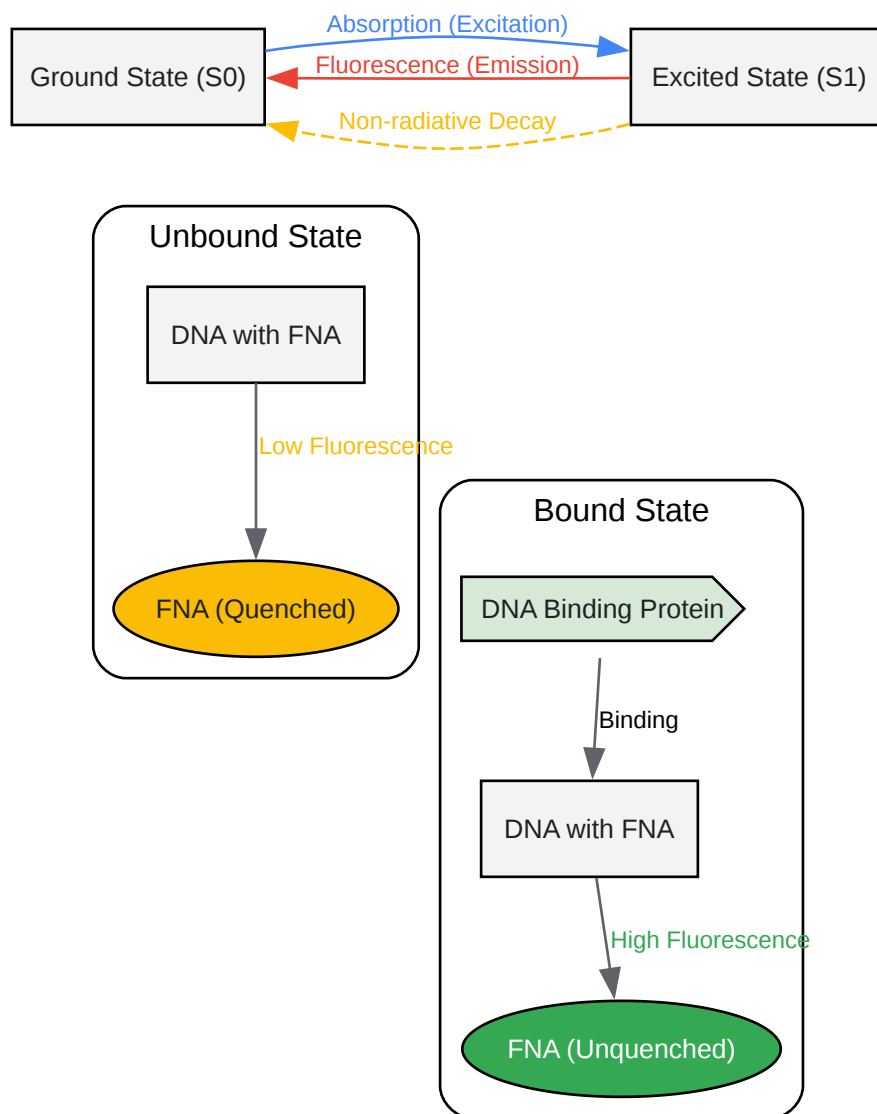 Absorption (Excitation)
Ground State (S0)
Fluorescence (Emission)
Excited State (S1)
Non-radiative Decay
Unbound State
DNA with FNA
Low Fluorescence
FNA (Quenched)
Bound State
DNA Binding Protein
Binding
DNA with FNA
High Fluorescence
FNA (Unquenched)